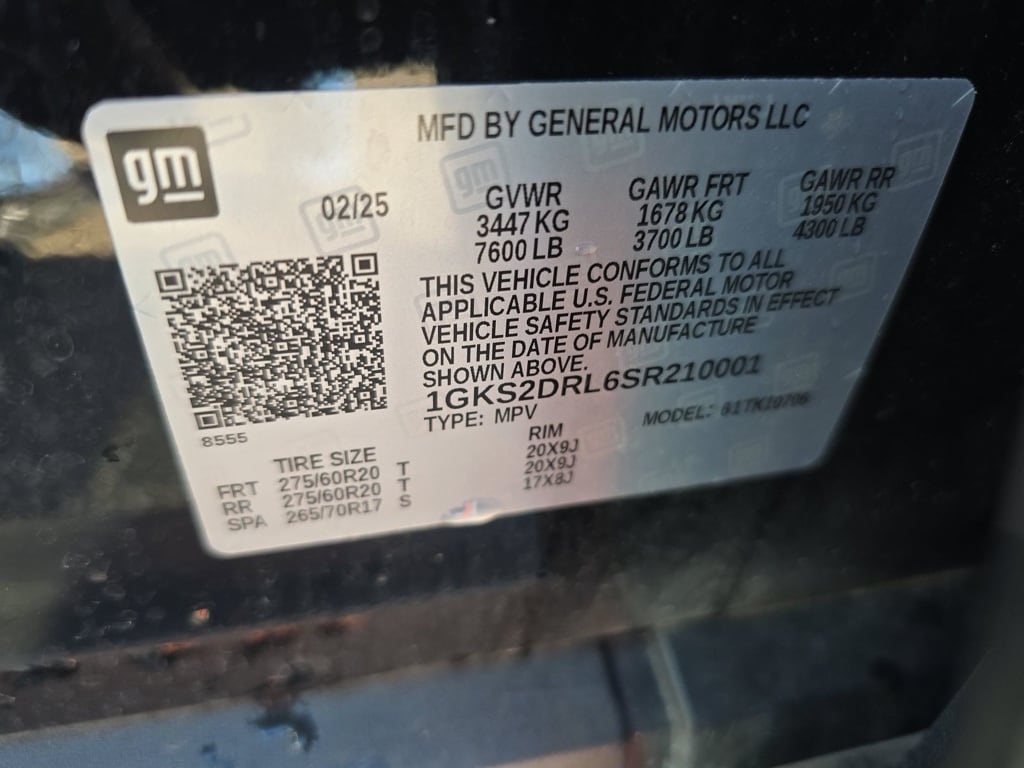 gm
MFD BY GENERAL MOTORS LLC
02/25
GVWR GAWR FRT GAWR RR
3447 KG 1678 KG 1950 KG
7600 LB 3700 LB 4300 LB
THIS VEHICLE CONFORMS TO ALL
APPLICABLE U.S. FEDERAL MOTOR
VEHICLE SAFETY STANDARDS IN EFFECT
ON THE DATE OF MANUFACTURE
SHOWN ABOVE.
1GKS2DRL6SR210001
TYPE: MPV MODEL:
8555
TIRE SIZE RIM
FRT 275/60R20 T 20X9J
RR 275/60R20 T 20X9J
SPA 265/70R17 S 17X8J